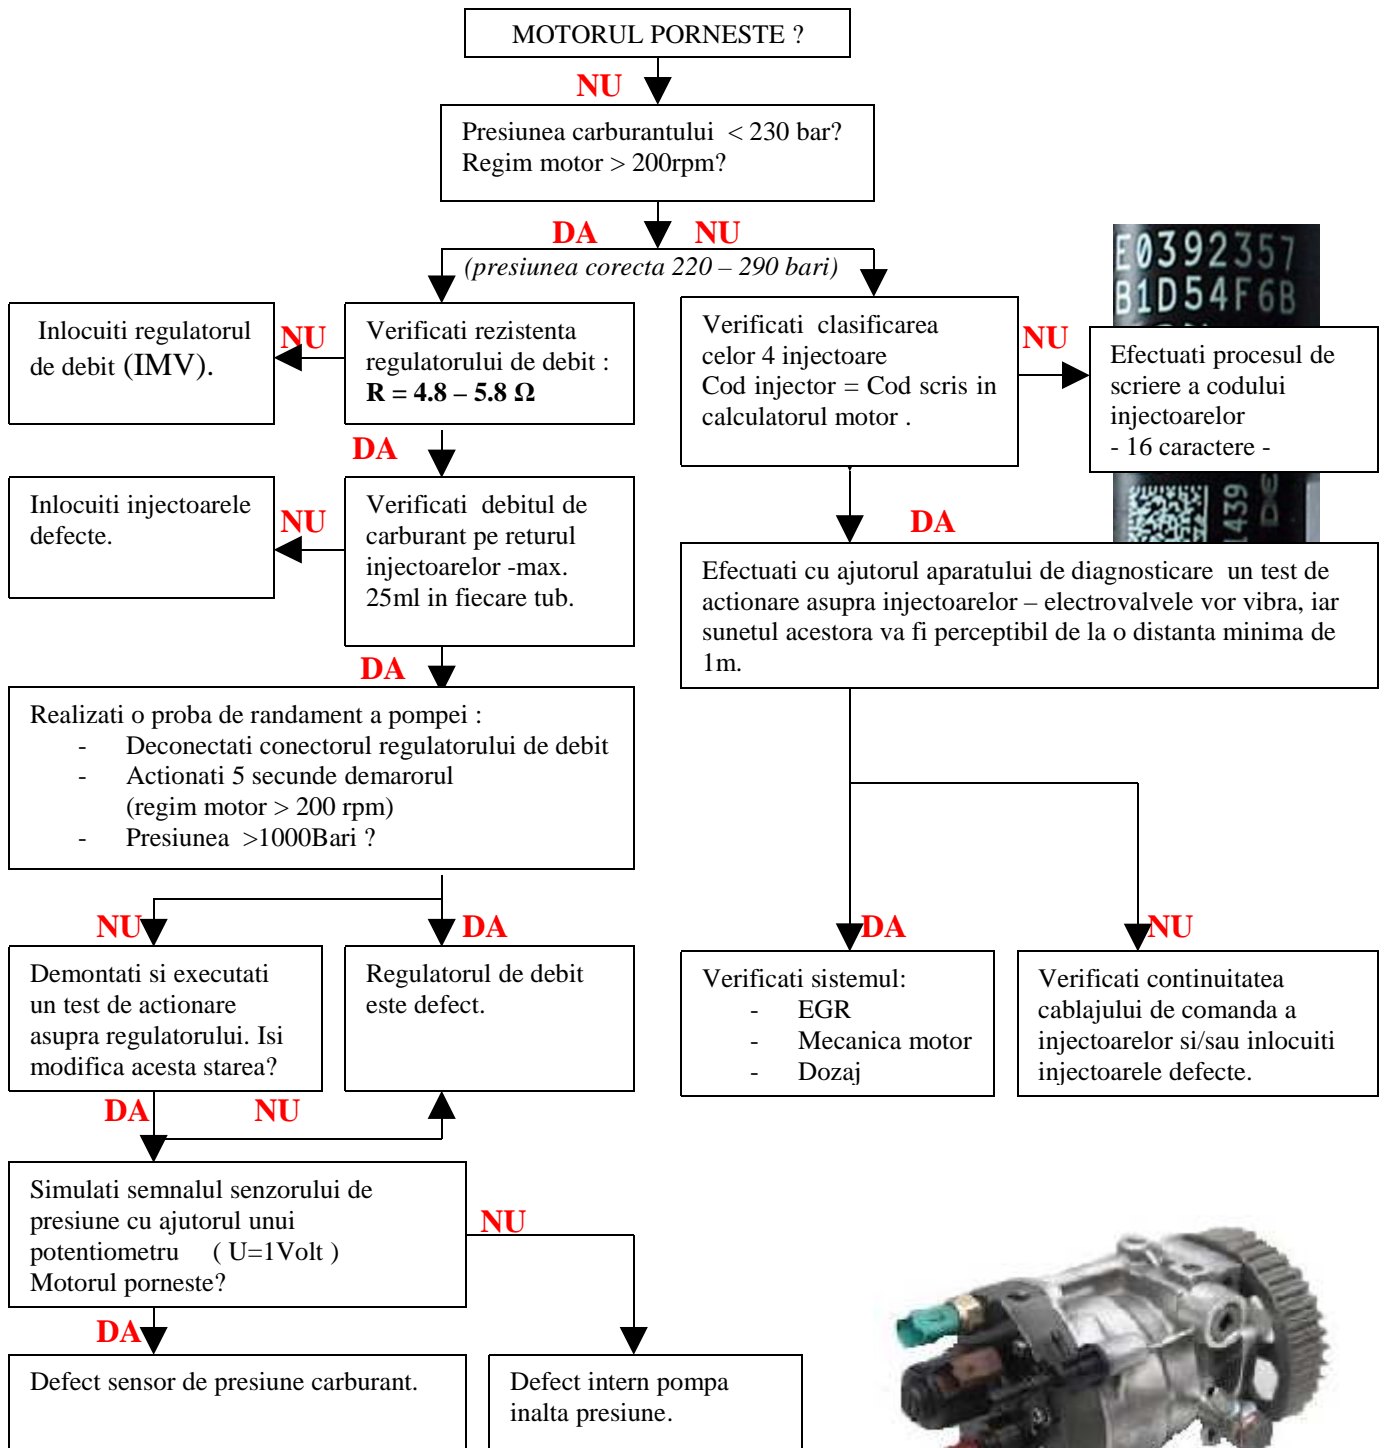 MOTORUL PORNESTE ?
NU
Presiunea carburantului < 230 bar?
Regim motor > 200rpm?
DA NU
(presiunea corecta 220 – 290 bari)
E0392357
B1D54F6B
Inlocuiti regulatorul
de debit (IMV).
NU
Verificati rezistenta
regulatorului de debit :
R = 4.8 – 5.8 Ω
Verificati clasificarea
celor 4 injectoare
Cod injector = Cod scris in
calculatorul motor .
NU
Efectuati procesul de
scriere a codului
injectoarelor
- 16 caractere -
DA
Inlocuiti injectoarele
defecte.
NU
Verificati debitul de
carburant pe returul
injectoarelor -max.
25ml in fiecare tub.
DA
1439
Efectuati cu ajutorul aparatului de diagnosticare un test de
actionare asupra injectoarelor – electrovalvele vor vibra, iar
sunetul acestora va fi perceptibil de la o distanta minima de
1m.
DA
Realizati o proba de randament a pompei :
- Deconectati conectorul regulatorului de debit
- Actionati 5 secunde demarorul
(regim motor > 200 rpm)
- Presiunea >1000Bari ?
NU
DA
DA
NU
Demontati si executati
un test de actionare
asupra regulatorului. Isi
modifica acesta starea?
Regulatorul de debit
este defect.
Verificati sistemul:
- EGR
- Mecanica motor
- Dozaj
Verificati continuitatea
cablajului de comanda a
injectoarelor si/sau inlocuiti
injectoarele defecte.
DA
NU
Simulati semnalul senzorului de
presiune cu ajutorul unui
potentiometru ( U=1Volt )
Motorul porneste?
NU
DA
Defect sensor de presiune carburant.
Defect intern pompa
inalta presiune.